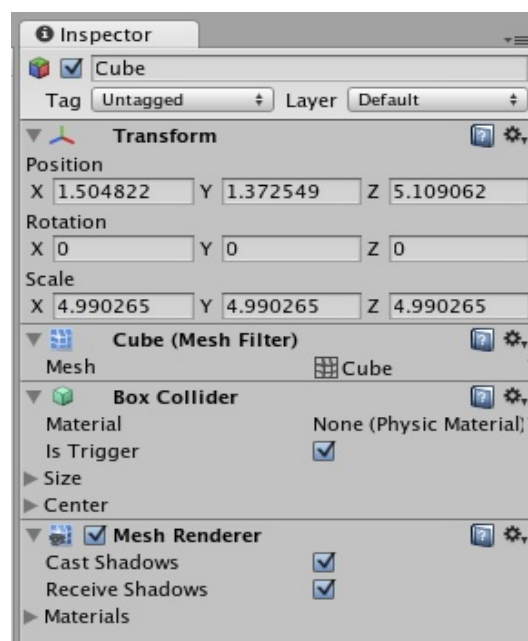 Inspector
Cube
Tag Untagged Layer Default
Transform
Position
X 1.504822 Y 1.372549 Z 5.109062
Rotation
X 0 Y 0 Z 0
Scale
X 4.990265 Y 4.990265 Z 4.990265
Cube (Mesh Filter)
Mesh Cube
Box Collider
Material None (Physic Material)
Is Trigger
Size
Center
Mesh Renderer
Cast Shadows
Receive Shadows
Materials